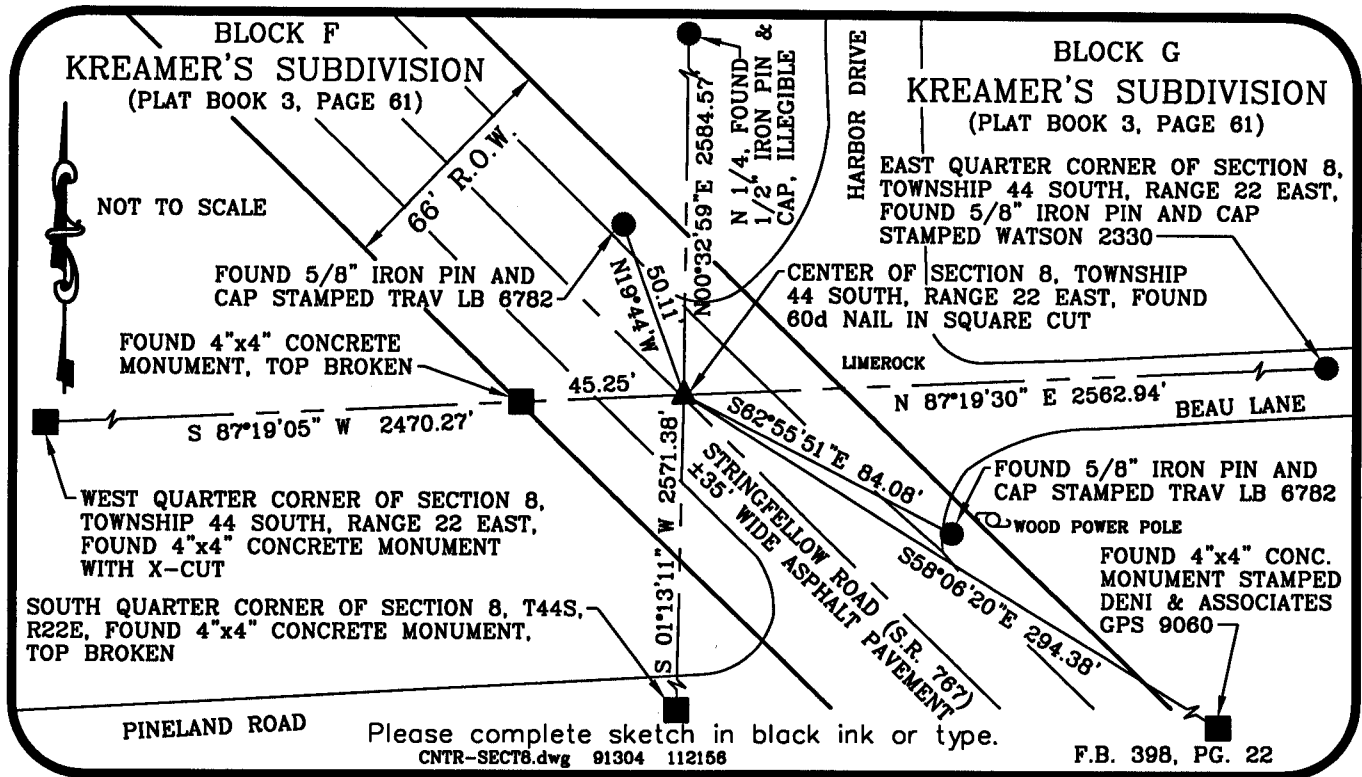 BLOCK F
KREAMER'S SUBDIVISION
(PLAT BOOK 3, PAGE 61)
NOT TO SCALE
66' R.O.W.
N00°32'59"E 2584.57
N 1/4, FOUND
1/2" IRON PIN &
CAP, ILLEGIBLE
HARBOR DRIVE
BLOCK G
KREAMER'S SUBDIVISION
(PLAT BOOK 3, PAGE 61)
EAST QUARTER CORNER OF SECTION 8,
TOWNSHIP 44 SOUTH, RANGE 22 EAST,
FOUND 5/8" IRON PIN AND CAP
STAMPED WATSON 2330
FOUND 5/8" IRON PIN AND
CAP STAMPED TRAV LB 6782
50.11'
N19°44'W
CENTER OF SECTION 8, TOWNSHIP
44 SOUTH, RANGE 22 EAST, FOUND
60d NAIL IN SQUARE CUT
FOUND 4"x4" CONCRETE
MONUMENT, TOP BROKEN
45.25'
LIMEROCK
S 87°19'05" W 2470.27'
N 87°19'30" E 2562.94'
BEAU LANE
S 01°13'11" W 2571.38'
S62°55'51"E 84.08'
STRINGFELLOW ROAD (S.R. 767)
±35' WIDE ASPHALT PAVEMENT
S58°06'20"E 294.38'
FOUND 5/8" IRON PIN AND
CAP STAMPED TRAV LB 6782
WOOD POWER POLE
WEST QUARTER CORNER OF SECTION 8,
TOWNSHIP 44 SOUTH, RANGE 22 EAST,
FOUND 4"x4" CONCRETE MONUMENT
WITH X-CUT
FOUND 4"x4" CONC.
MONUMENT STAMPED
DENI & ASSOCIATES
GPS 9060
SOUTH QUARTER CORNER OF SECTION 8, T44S,
R22E, FOUND 4"x4" CONCRETE MONUMENT,
TOP BROKEN
PINELAND ROAD
Please complete sketch in black ink or type.
CNTR-SECT8.dwg 91304 112156
F.B. 398, PG. 22